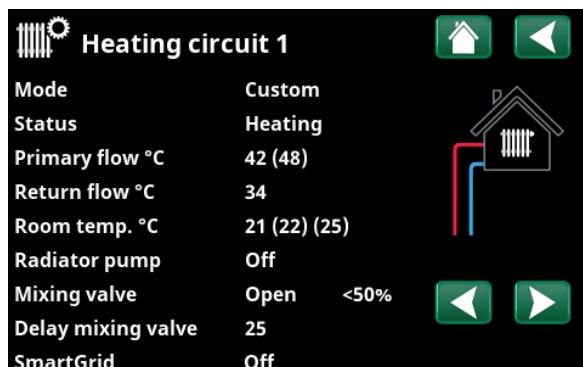 Heating circuit 1
Mode Custom
Status Heating
Primary flow °C 42 (48)
Return flow °C 34
Room temp. °C 21 (22) (25)
Radiator pump Off
Mixing valve Open <50%
Delay mixing valve 25
SmartGrid Off